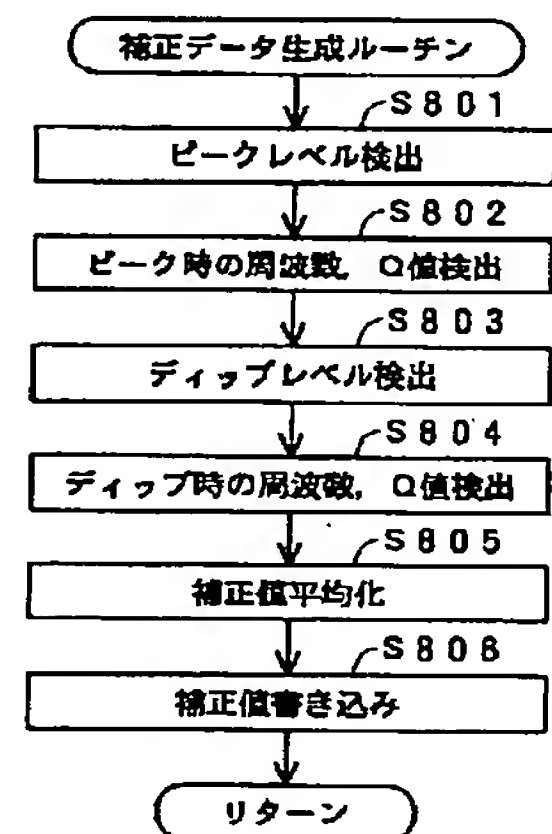 補正データ生成ルーチン
S801
ピークレベル検出
S802
ピーク時の周波数, Q値検出
S803
ディップレベル検出
S804
ディップ時の周波数, Q値検出
S805
補正値平均化
S806
補正値書き込み
リターン